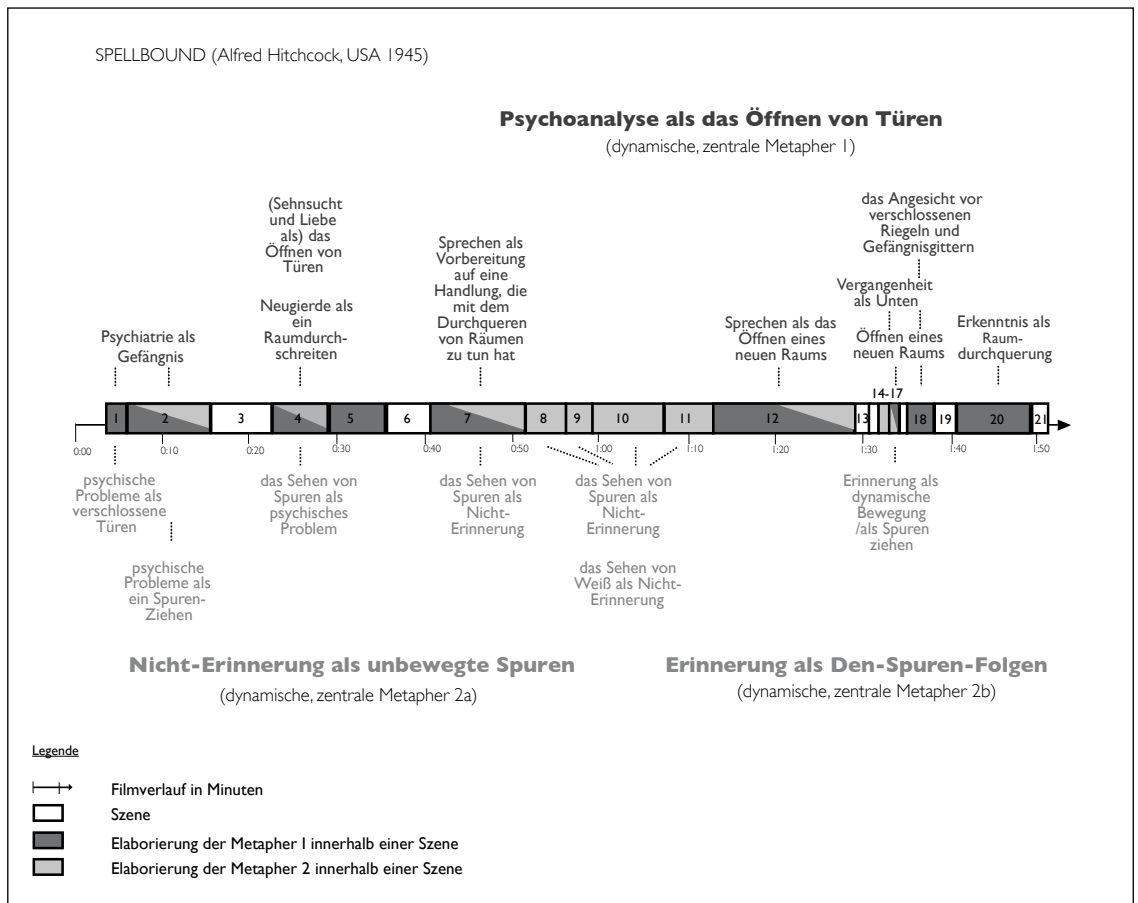 SPELLBOUND (Alfred Hitchcock, USA 1945)
Psychoanalyse als das Öffnen von Türen
(dynamische, zentrale Metapher 1)
Psychiatrie als
Gefängnis
(Sehnsucht
und Liebe
als) das
Öffnen von
Türen
Neugierde als
ein
Raumdurch-
schreiten
Sprechen als
Vorbereitung
auf eine
Handlung, die
mit dem
Durchqueren
von Räumen
zu tun hat
Sprechen als das
Öffnen eines
neuen Raums
das Angesicht vor
verschlossenen
Riegeln und
Gefängnisgittern
Vergangenheit
als Unten
Öffnen eines
neuen Raums
Erkenntnis als
Raum-
durchquerung
14-17
1 2 3 4 5 6 7 8 9 10 11 12 13 18 19 20 21
0:00 0:10 0:20 0:30 0:40 0:50 1:00 1:10 1:20 1:30 1:40 1:50
psychische
Probleme als
verschlossene
Türen
psychische
Probleme als
ein Spuren-
Ziehen
das Sehen von
Spuren als
psychisches
Problem
das Sehen von
Spuren als
Nicht-
Erinnerung
das Sehen von
Spuren als
Nicht-
Erinnerung
das Sehen von
Weiß als Nicht-
Erinnerung
Erinnerung als
dynamische
Bewegung
/als Spuren
ziehen
Nicht-Erinnerung als unbewegte Spuren
(dynamische, zentrale Metapher 2a)
Erinnerung als Den-Spuren-Folgen
(dynamische, zentrale Metapher 2b)
Legende
Filmverlauf in Minuten
Szene
Elaborierung der Metapher 1 innerhalb einer Szene
Elaborierung der Metapher 2 innerhalb einer Szene